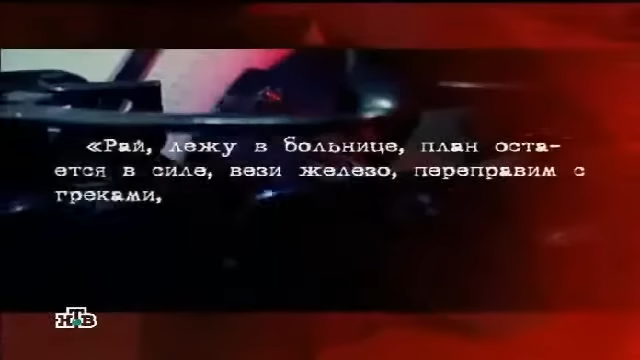 «Рай, лежу в больнице, план оста-
ется в силе, вези железо, переправим с
греками,
НТВ